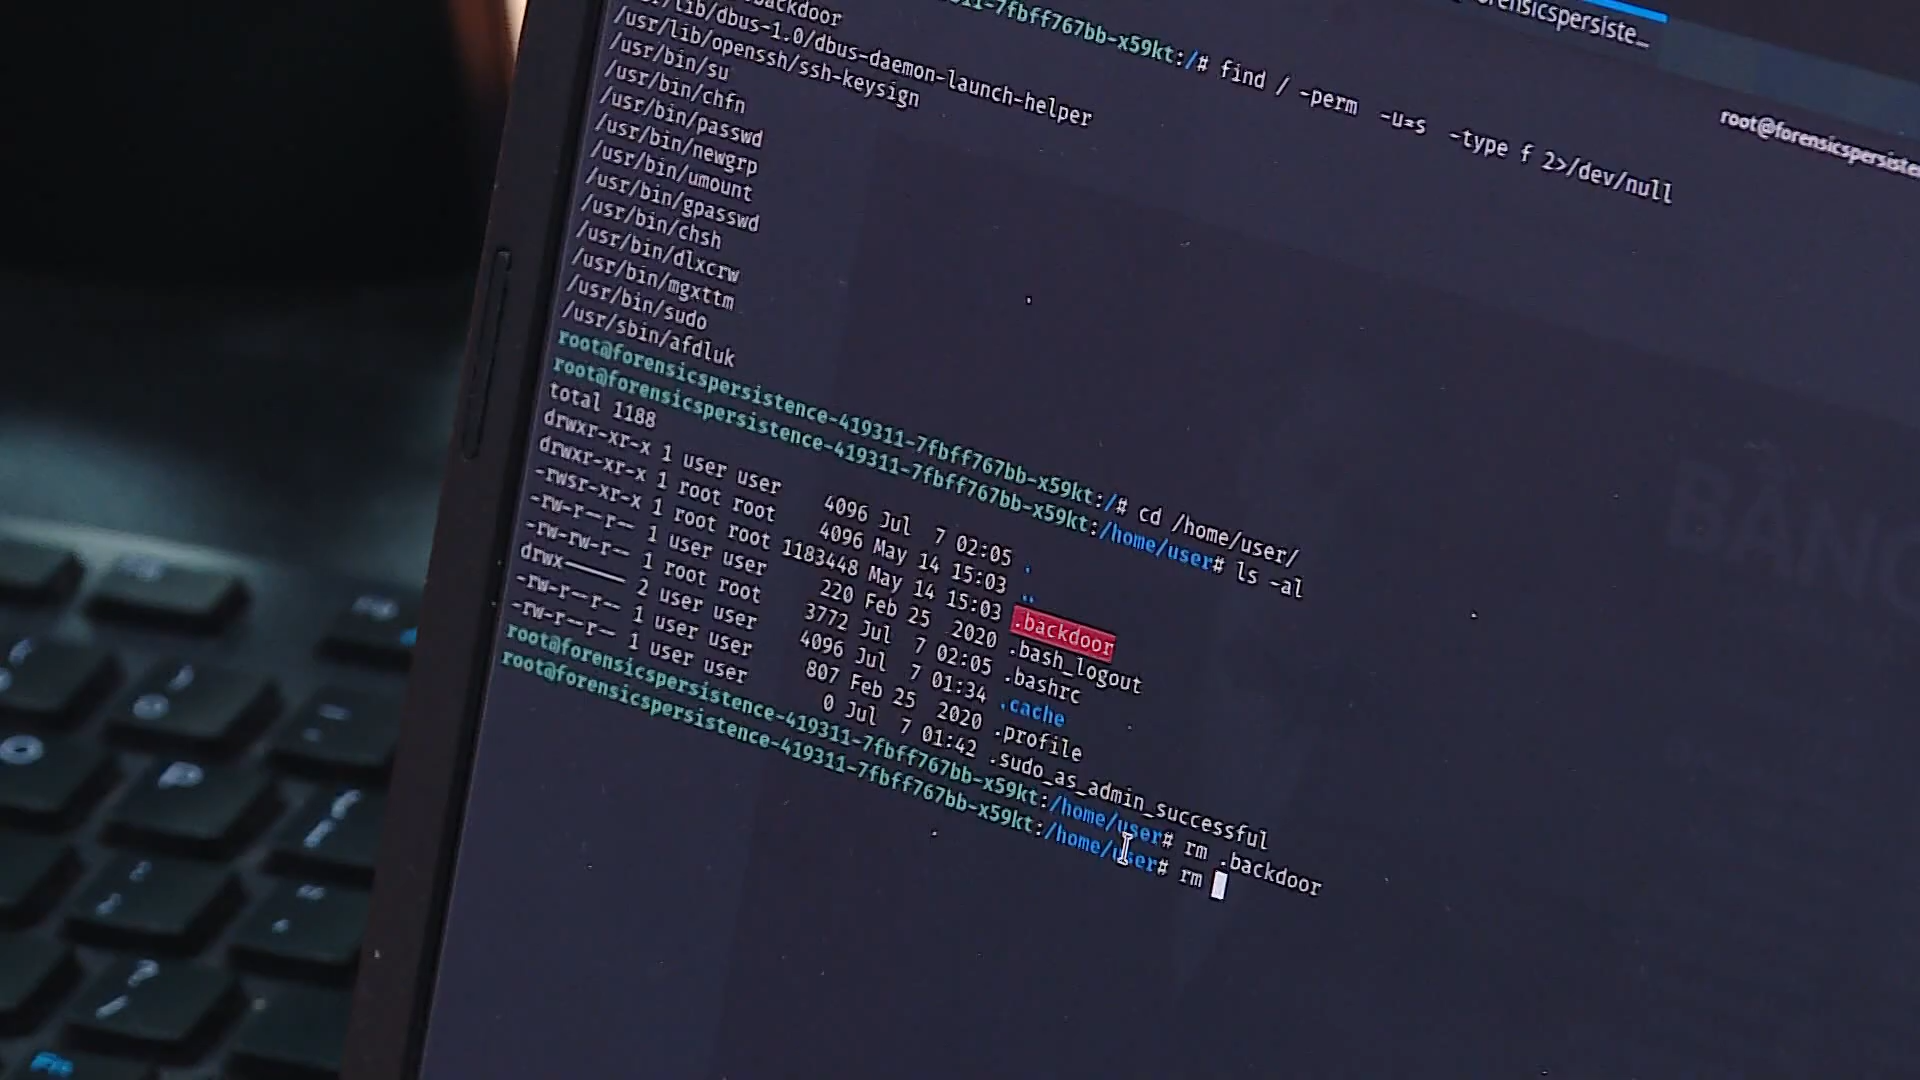 ensicspersiste…
root@forensicspersiste
11-7fbff767bb-x59kt:/# find / -perm -u=s -type f 2>/dev/null
backdoor
/usr/lib/dbus-1.0/dbus-daemon-launch-helper
/usr/lib/openssh/ssh-keysign
/usr/bin/su
/usr/bin/chfn
/usr/bin/passwd
/usr/bin/newgrp
/usr/bin/umount
/usr/bin/gpasswd
/usr/bin/chsh
/usr/bin/dlxcrw
/usr/bin/mgxttm
/usr/bin/sudo
/usr/sbin/afdluk
root@forensicspersistence-419311-7fbff767bb-x59kt:/# cd /home/user/
root@forensicspersistence-419311-7fbff767bb-x59kt:/home/user# ls -al
total 1188
drwxr-xr-x 1 user user 4096 Jul 7 02:05 .
drwxr-xr-x 1 root root 4096 May 14 15:03 ..
-rwsr-xr-x 1 root root 1183448 May 14 15:03 .backdoor
-rw-r--r-- 1 user user 220 Feb 25 2020 .bash_logout
-rw-rw-r-- 1 root root 3772 Jul 7 02:05 .bashrc
drwx------ 2 user user 4096 Jul 7 01:34 .cache
-rw-r--r-- 1 user user 807 Feb 25 2020 .profile
-rw-r--r-- 1 user user 0 Jul 7 01:42 .sudo_as_admin_successful
root@forensicspersistence-419311-7fbff767bb-x59kt:/home/user# rm .backdoor
root@forensicspersistence-419311-7fbff767bb-x59kt:/home/user# rm